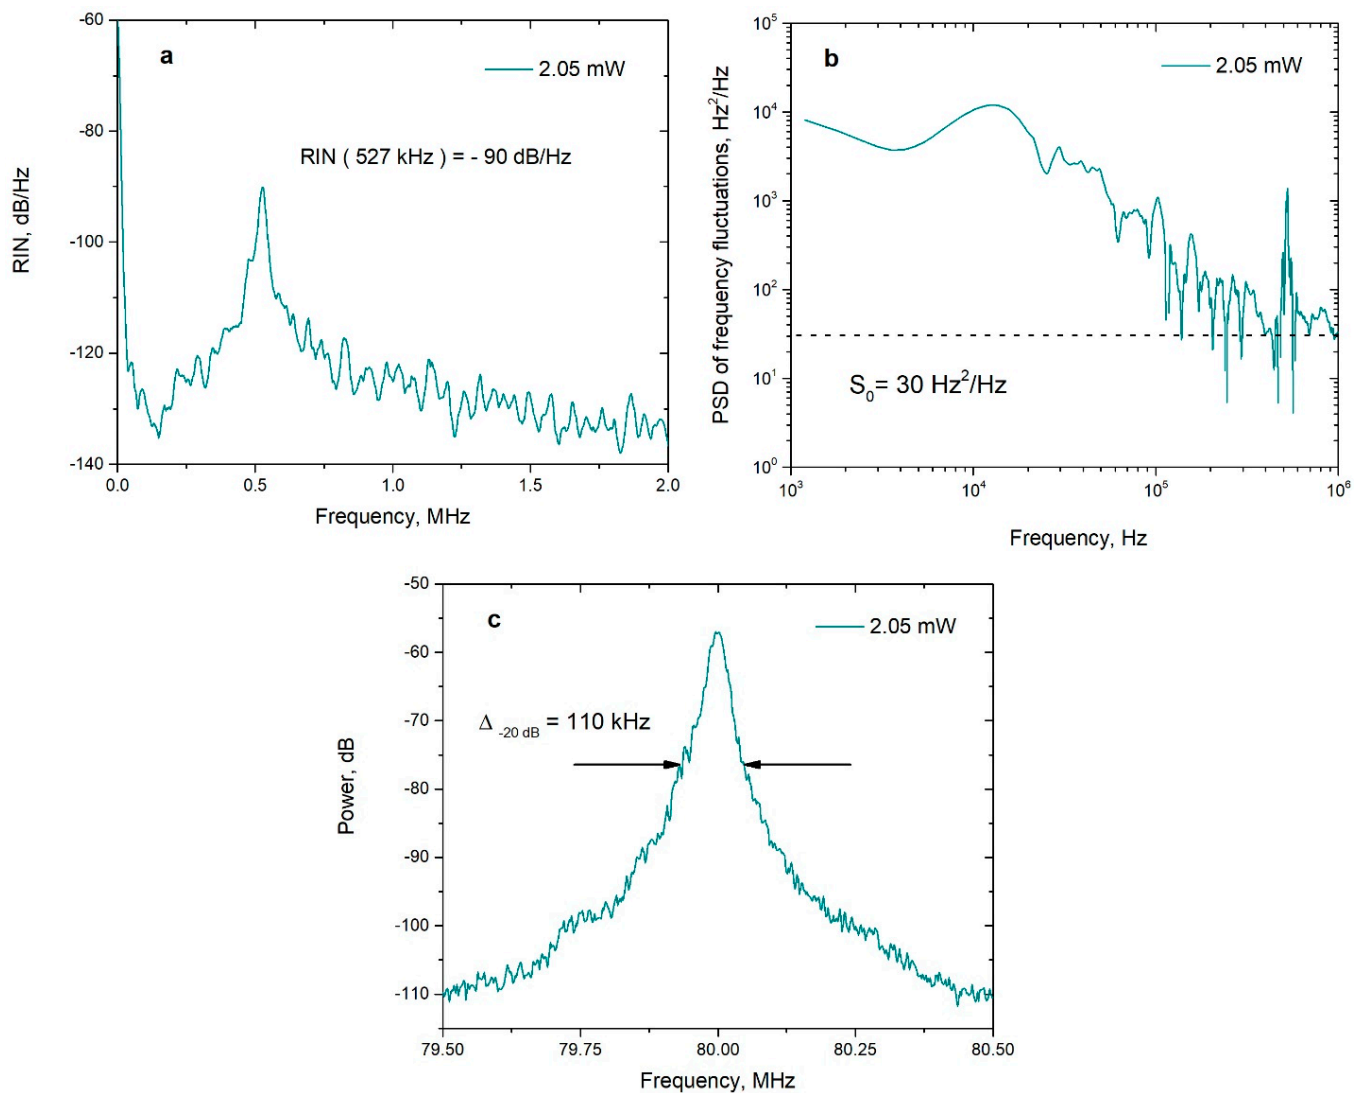 a
2.05 mW
RIN ( 527 kHz ) = - 90 dB/Hz
RIN, dB/Hz
-60
-80
-100
-120
-140
0.0 0.5 1.0 1.5 2.0
Frequency, MHz
b
2.05 mW
PSD of frequency fluctuations, Hz²/Hz
10⁵
10⁴
10³
10²
10¹
10⁰
S₀= 30 Hz²/Hz
10³ 10⁴ 10⁵ 10⁶
Frequency, Hz
c
2.05 mW
Δ -20 dB = 110 kHz
Power, dB
-50
-60
-70
-80
-90
-100
-110
79.50 79.75 80.00 80.25 80.50
Frequency, MHz